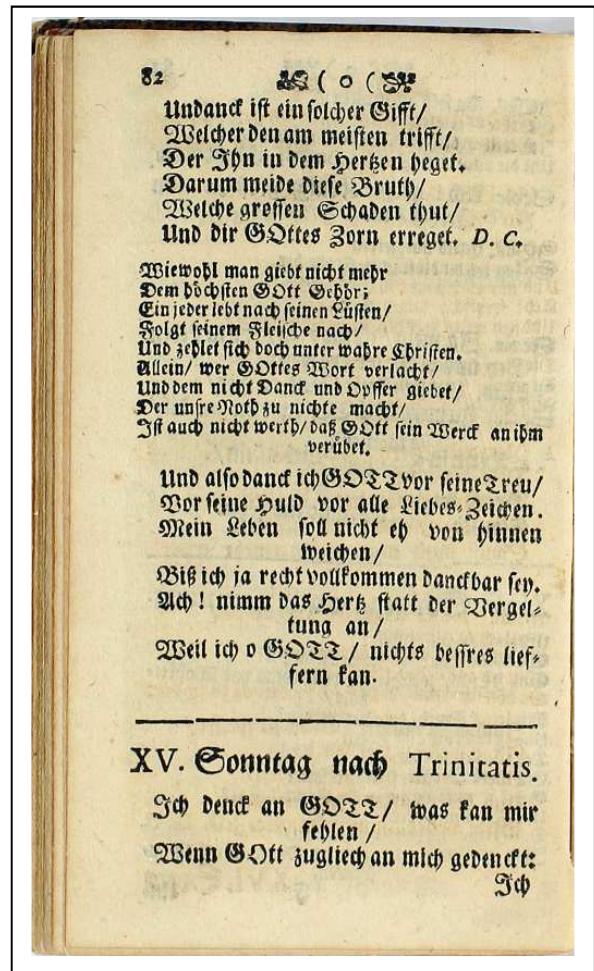 82 ( o (
Undanck ist ein solcher Gifft/
Welcher den am meisten trifft/
Der Jhn in dem Hertzen heget.
Darum meide diese Bruth/
Welche grossen Schaden thut/
Und dir GOttes Zorn erreget. D. C.
Wiewohl man giebt nicht mehr
Dem höchsten GOtt Gehör;
Ein jeder lebt nach seinen Lüsten/
Folgt seinem Fleische nach/
Und zehlet sich doch unter wahre Christen.
Allein/ wer GOttes Wort verlacht/
Und dem nicht Danck und Opffer giebet/
Der unsre Noth zu nichte macht/
Jst auch nicht werth/ daß GOtt sein Werck an ihm
verübet.
Und also danck ich GOTT vor seine Treu/
Vor seine Huld vor alle Liebes-Zeichen.
Mein Leben soll nicht eh von hinnen
weichen/
Biß ich ja recht vollkommen danckbar sey.
Ach! nimm das Hertz statt der Vergel-
tung an/
Weil ich o GOTT/ nichts bessres lief-
fern kan.
XV. Sonntag nach Trinitatis.
Jch denck an GOTT/ was kan mir
fehlen /
Wenn GOtt zugliech an mich gedenckt:
Jch